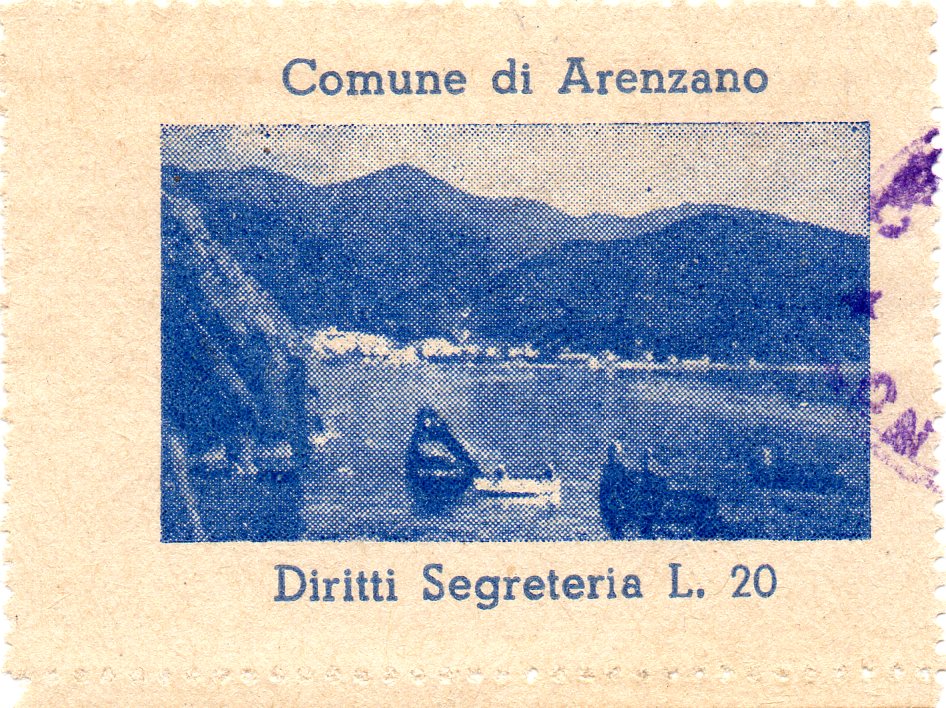 Comune di Arenzano
Diritti Segreteria L. 20